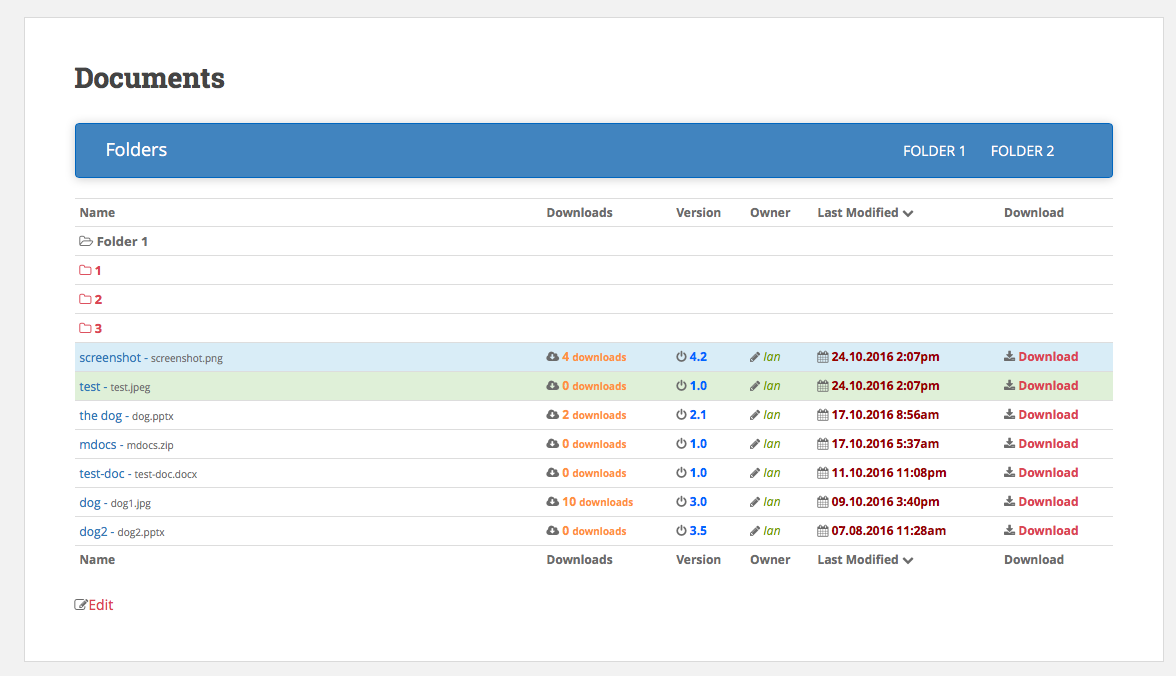 Documents
Folders FOLDER 1 FOLDER 2
Name Downloads Version Owner Last Modified Download
Folder 1
1
2
3
screenshot - screenshot.png 4 downloads 4.2 Ian 24.10.2016 2:07pm Download
test - test.jpeg 0 downloads 1.0 Ian 24.10.2016 2:07pm Download
the dog - dog.pptx 2 downloads 2.1 Ian 17.10.2016 8:56am Download
mdocs - mdocs.zip 0 downloads 1.0 Ian 17.10.2016 5:37am Download
test-doc - test-doc.docx 0 downloads 1.0 Ian 11.10.2016 11:08pm Download
dog - dog1.jpg 10 downloads 3.0 Ian 09.10.2016 3:40pm Download
dog2 - dog2.pptx 0 downloads 3.5 Ian 07.08.2016 11:28am Download
Name Downloads Version Owner Last Modified Download
Edit